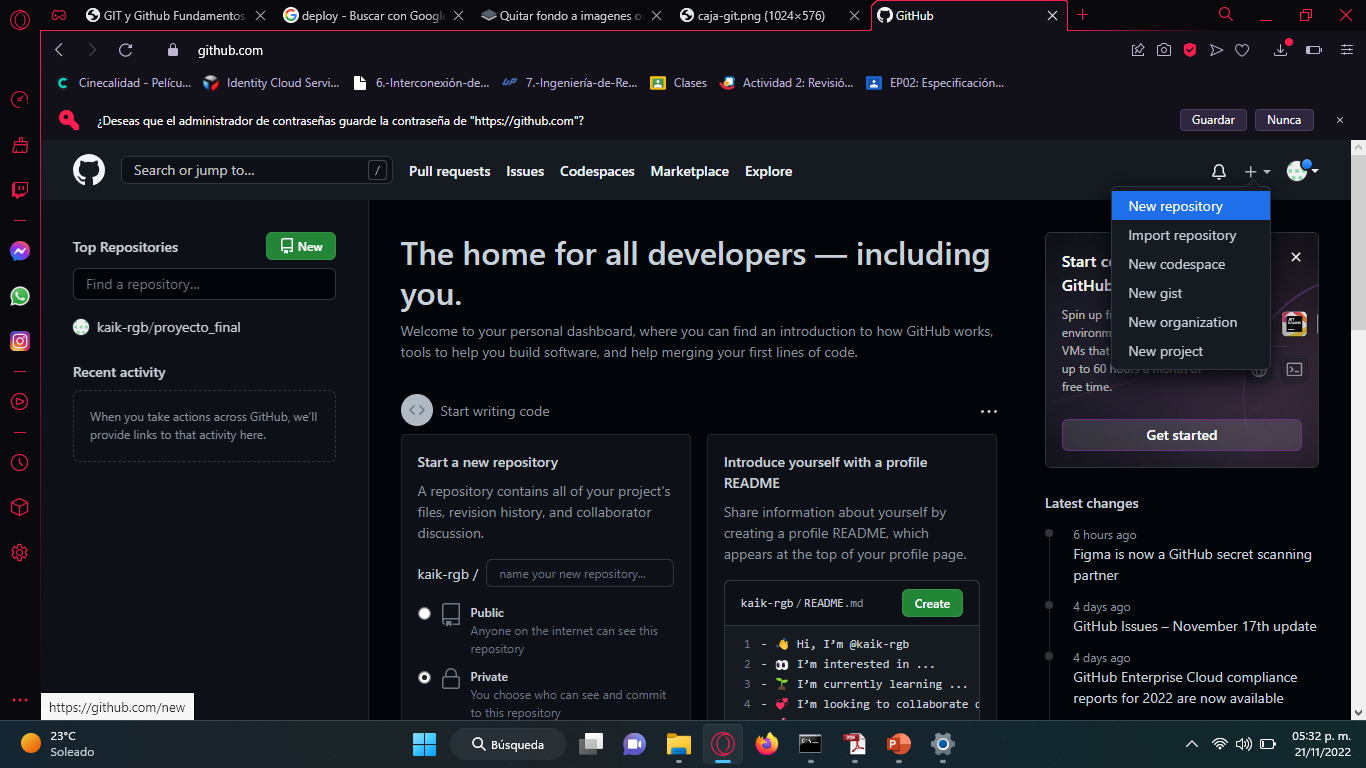 GIT y Github Fundamentos
deploy - Buscar con Google
Quitar fondo a imagenes o
caja-git.png (1024×576)
GitHub
github.com
Cinecalidad - Pelícu...
Identity Cloud Servi...
6.-Interconexión-de...
7.-Ingeniería-de-Re...
Clases
Actividad 2: Revisió...
EP02: Especificación...
¿Deseas que el administrador de contraseñas guarde la contraseña de "https://github.com"?
Guardar
Nunca
Search or jump to...
/
Pull requests
Issues
Codespaces
Marketplace
Explore
New repository
Import repository
New codespace
New gist
New organization
New project
Top Repositories
New
Find a repository...
kaik-rgb/proyecto_final
Recent activity
When you take actions across GitHub, we'll
provide links to that activity here.
The home for all developers — including
you.
Welcome to your personal dashboard, where you can find an introduction to how GitHub works,
tools to help you build software, and help merging your first lines of code.
Start writing code
Start a new repository
A repository contains all of your project's
files, revision history, and collaborator
discussion.
kaik-rgb /
name your new repository...
Public
Anyone on the internet can see this
repository
Private
You choose who can see and commit
to this repository
Introduce yourself with a profile
README
Share information about yourself by
creating a profile README, which
appears at the top of your profile page.
kaik-rgb/README.md
Create
1 - 👋 Hi, I'm @kaik-rgb
2 - 👀 I'm interested in ...
3 - 🌱 I'm currently learning ...
4 - 💞️ I'm looking to collaborate
Start
GitHub
Spin up
VMs that
up to 60 hours a month of
free time.
Get started
Latest changes
6 hours ago
Figma is now a GitHub secret scanning
partner
4 days ago
GitHub Issues – November 17th update
4 days ago
GitHub Enterprise Cloud compliance
reports for 2022 are now available
https://github.com/new
23°C
Soleado
Búsqueda
05:32 p. m.
21/11/2022